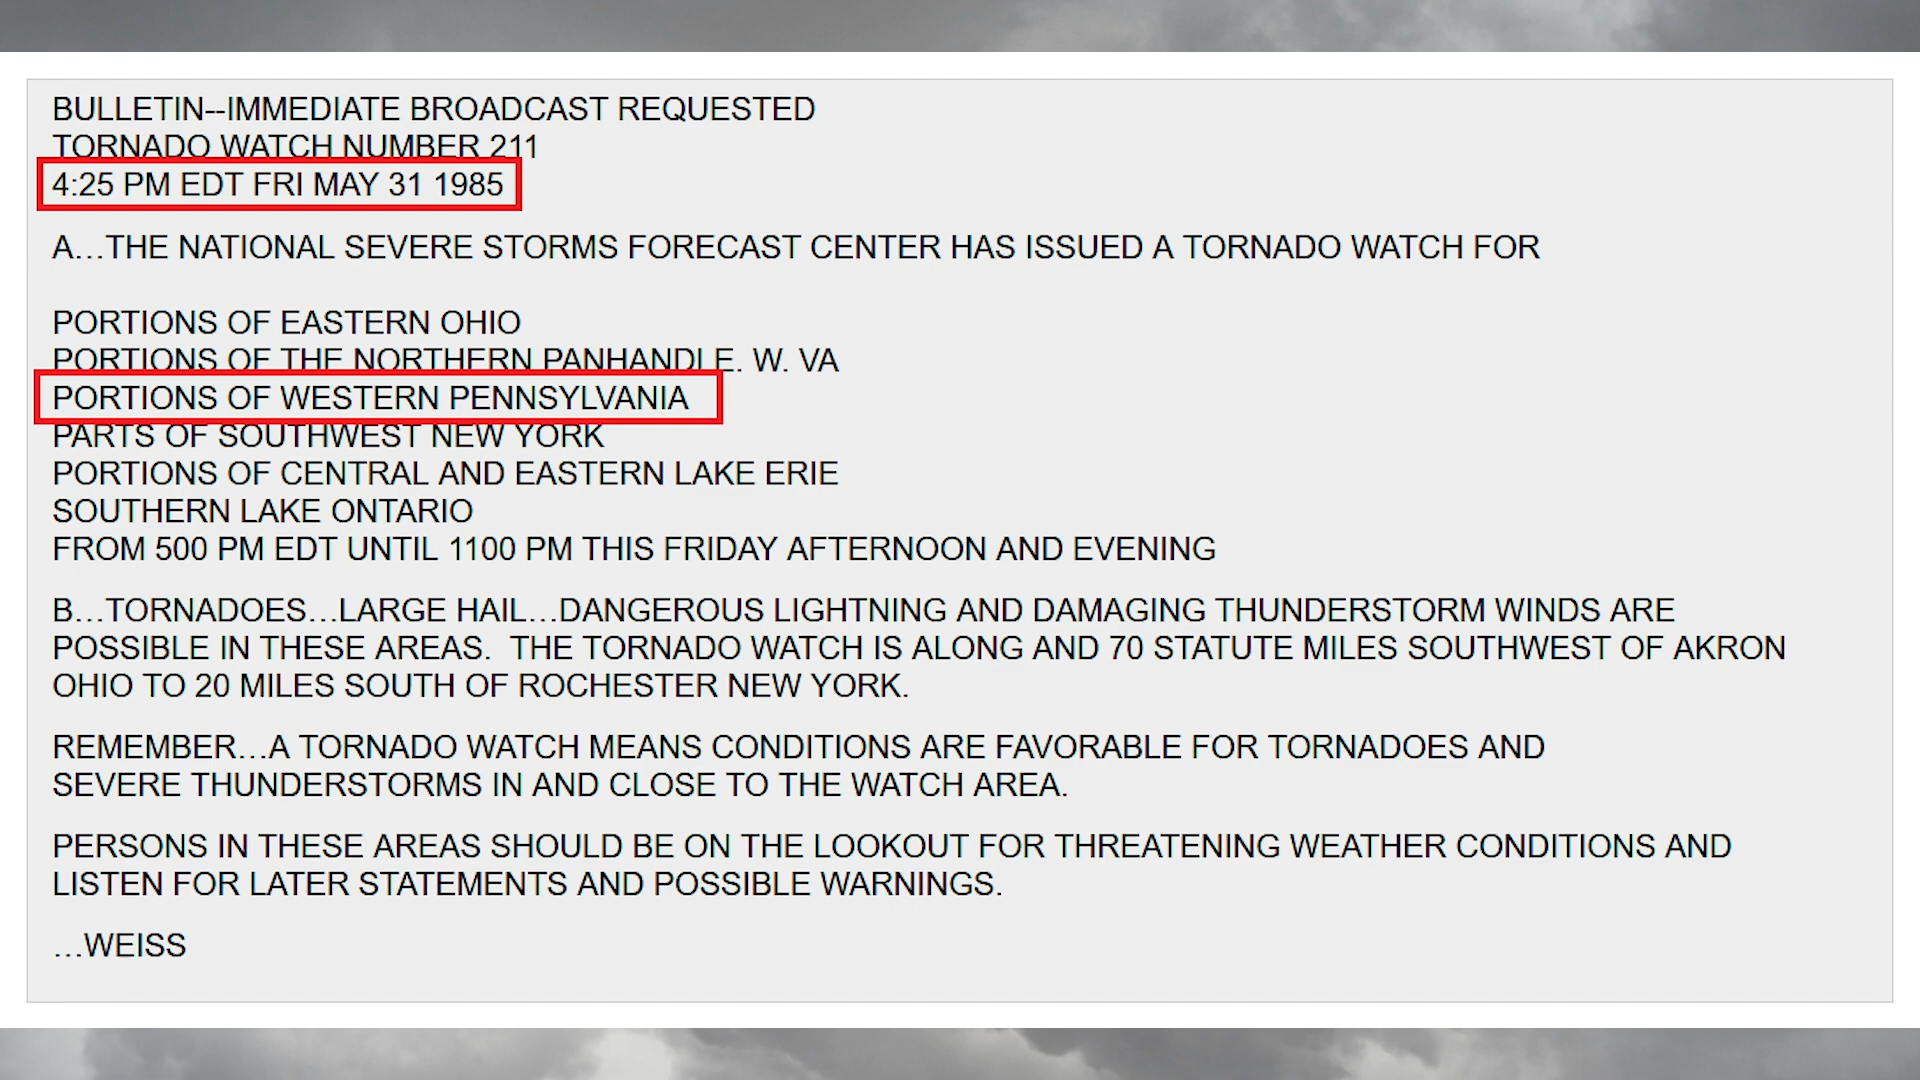 BULLETIN--IMMEDIATE BROADCAST REQUESTED
TORNADO WATCH NUMBER 211
4:25 PM EDT FRI MAY 31 1985
A…THE NATIONAL SEVERE STORMS FORECAST CENTER HAS ISSUED A TORNADO WATCH FOR
PORTIONS OF EASTERN OHIO
PORTIONS OF THE NORTHERN PANHANDLE. W. VA
PORTIONS OF WESTERN PENNSYLVANIA
PARTS OF SOUTHWEST NEW YORK
PORTIONS OF CENTRAL AND EASTERN LAKE ERIE
SOUTHERN LAKE ONTARIO
FROM 500 PM EDT UNTIL 1100 PM THIS FRIDAY AFTERNOON AND EVENING
B…TORNADOES…LARGE HAIL…DANGEROUS LIGHTNING AND DAMAGING THUNDERSTORM WINDS ARE
POSSIBLE IN THESE AREAS.  THE TORNADO WATCH IS ALONG AND 70 STATUTE MILES SOUTHWEST OF AKRON
OHIO TO 20 MILES SOUTH OF ROCHESTER NEW YORK.
REMEMBER…A TORNADO WATCH MEANS CONDITIONS ARE FAVORABLE FOR TORNADOES AND
SEVERE THUNDERSTORMS IN AND CLOSE TO THE WATCH AREA.
PERSONS IN THESE AREAS SHOULD BE ON THE LOOKOUT FOR THREATENING WEATHER CONDITIONS AND
LISTEN FOR LATER STATEMENTS AND POSSIBLE WARNINGS.
…WEISS